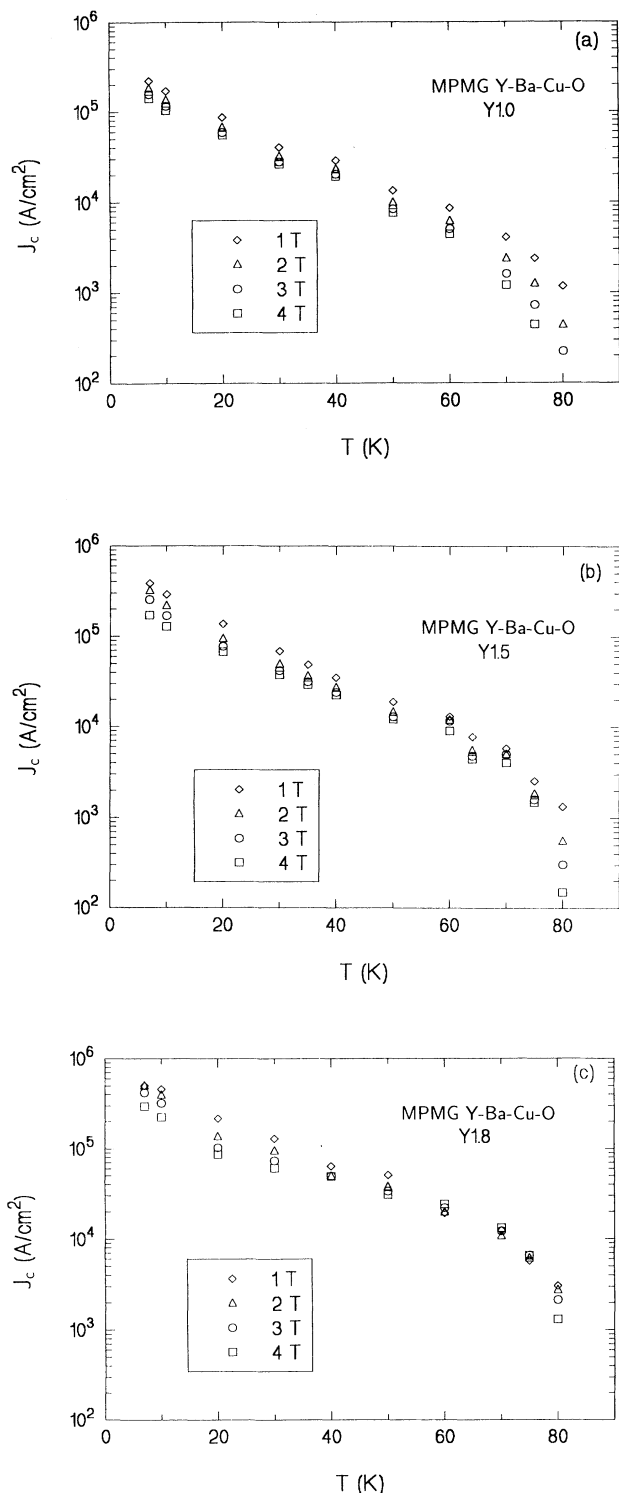 (a)
MPMG Y-Ba-Cu-O
Y1.0
10^6
10^5
10^4
10^3
10^2
J_c (A/cm^2)
1 T
2 T
3 T
4 T
0 20 40 60 80
T (K)
(b)
MPMG Y-Ba-Cu-O
Y1.5
10^6
10^5
10^4
10^3
10^2
J_c (A/cm^2)
1 T
2 T
3 T
4 T
0 20 40 60 80
T (K)
(c)
MPMG Y-Ba-Cu-O
Y1.8
10^6
10^5
10^4
10^3
10^2
J_c (A/cm^2)
1 T
2 T
3 T
4 T
0 20 40 60 80
T (K)